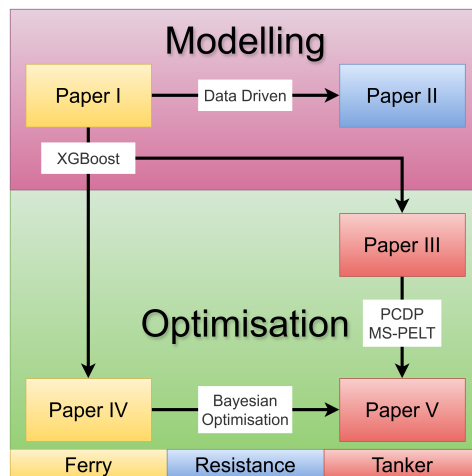 Modelling
Paper I
Data Driven
Paper II
XGBoost
Paper III
PCDP
MS-PELT
Optimisation
Paper IV
Bayesian
Optimisation
Paper V
Ferry
Resistance
Tanker